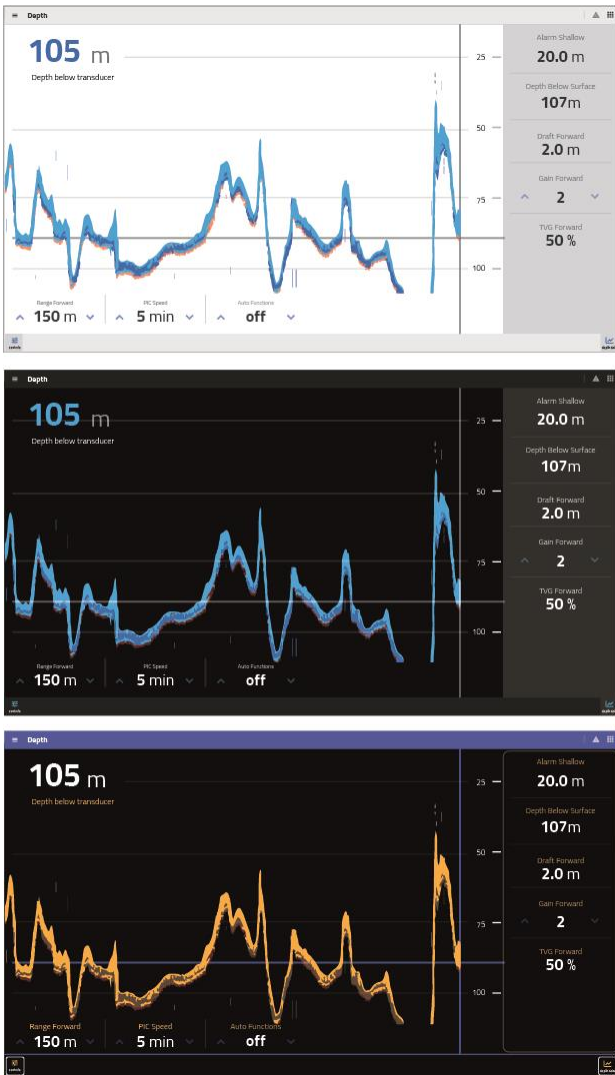 Depth
105 m
Depth below transducer
25
50
75
100
Alarm Shallow
20.0 m
Depth Below Surface
107m
Draft Forward
2.0 m
Gain Forward
2
TVG Forward
50 %
Range Forward
150 m
PIC Speed
5 min
Auto Functions
off
controls
Depth
105 m
Depth below transducer
25
50
75
100
Alarm Shallow
20.0 m
Depth Below Surface
107m
Draft Forward
2.0 m
Gain Forward
2
TVG Forward
50 %
Range Forward
150 m
PIC Speed
5 min
Auto Functions
off
controls
Depth
105 m
Depth below transducer
25
50
75
100
Alarm Shallow
20.0 m
Depth Below Surface
107m
Draft Forward
2.0 m
Gain Forward
2
TVG Forward
50 %
Range Forward
150 m
PIC Speed
5 min
Auto Functions
off
controls